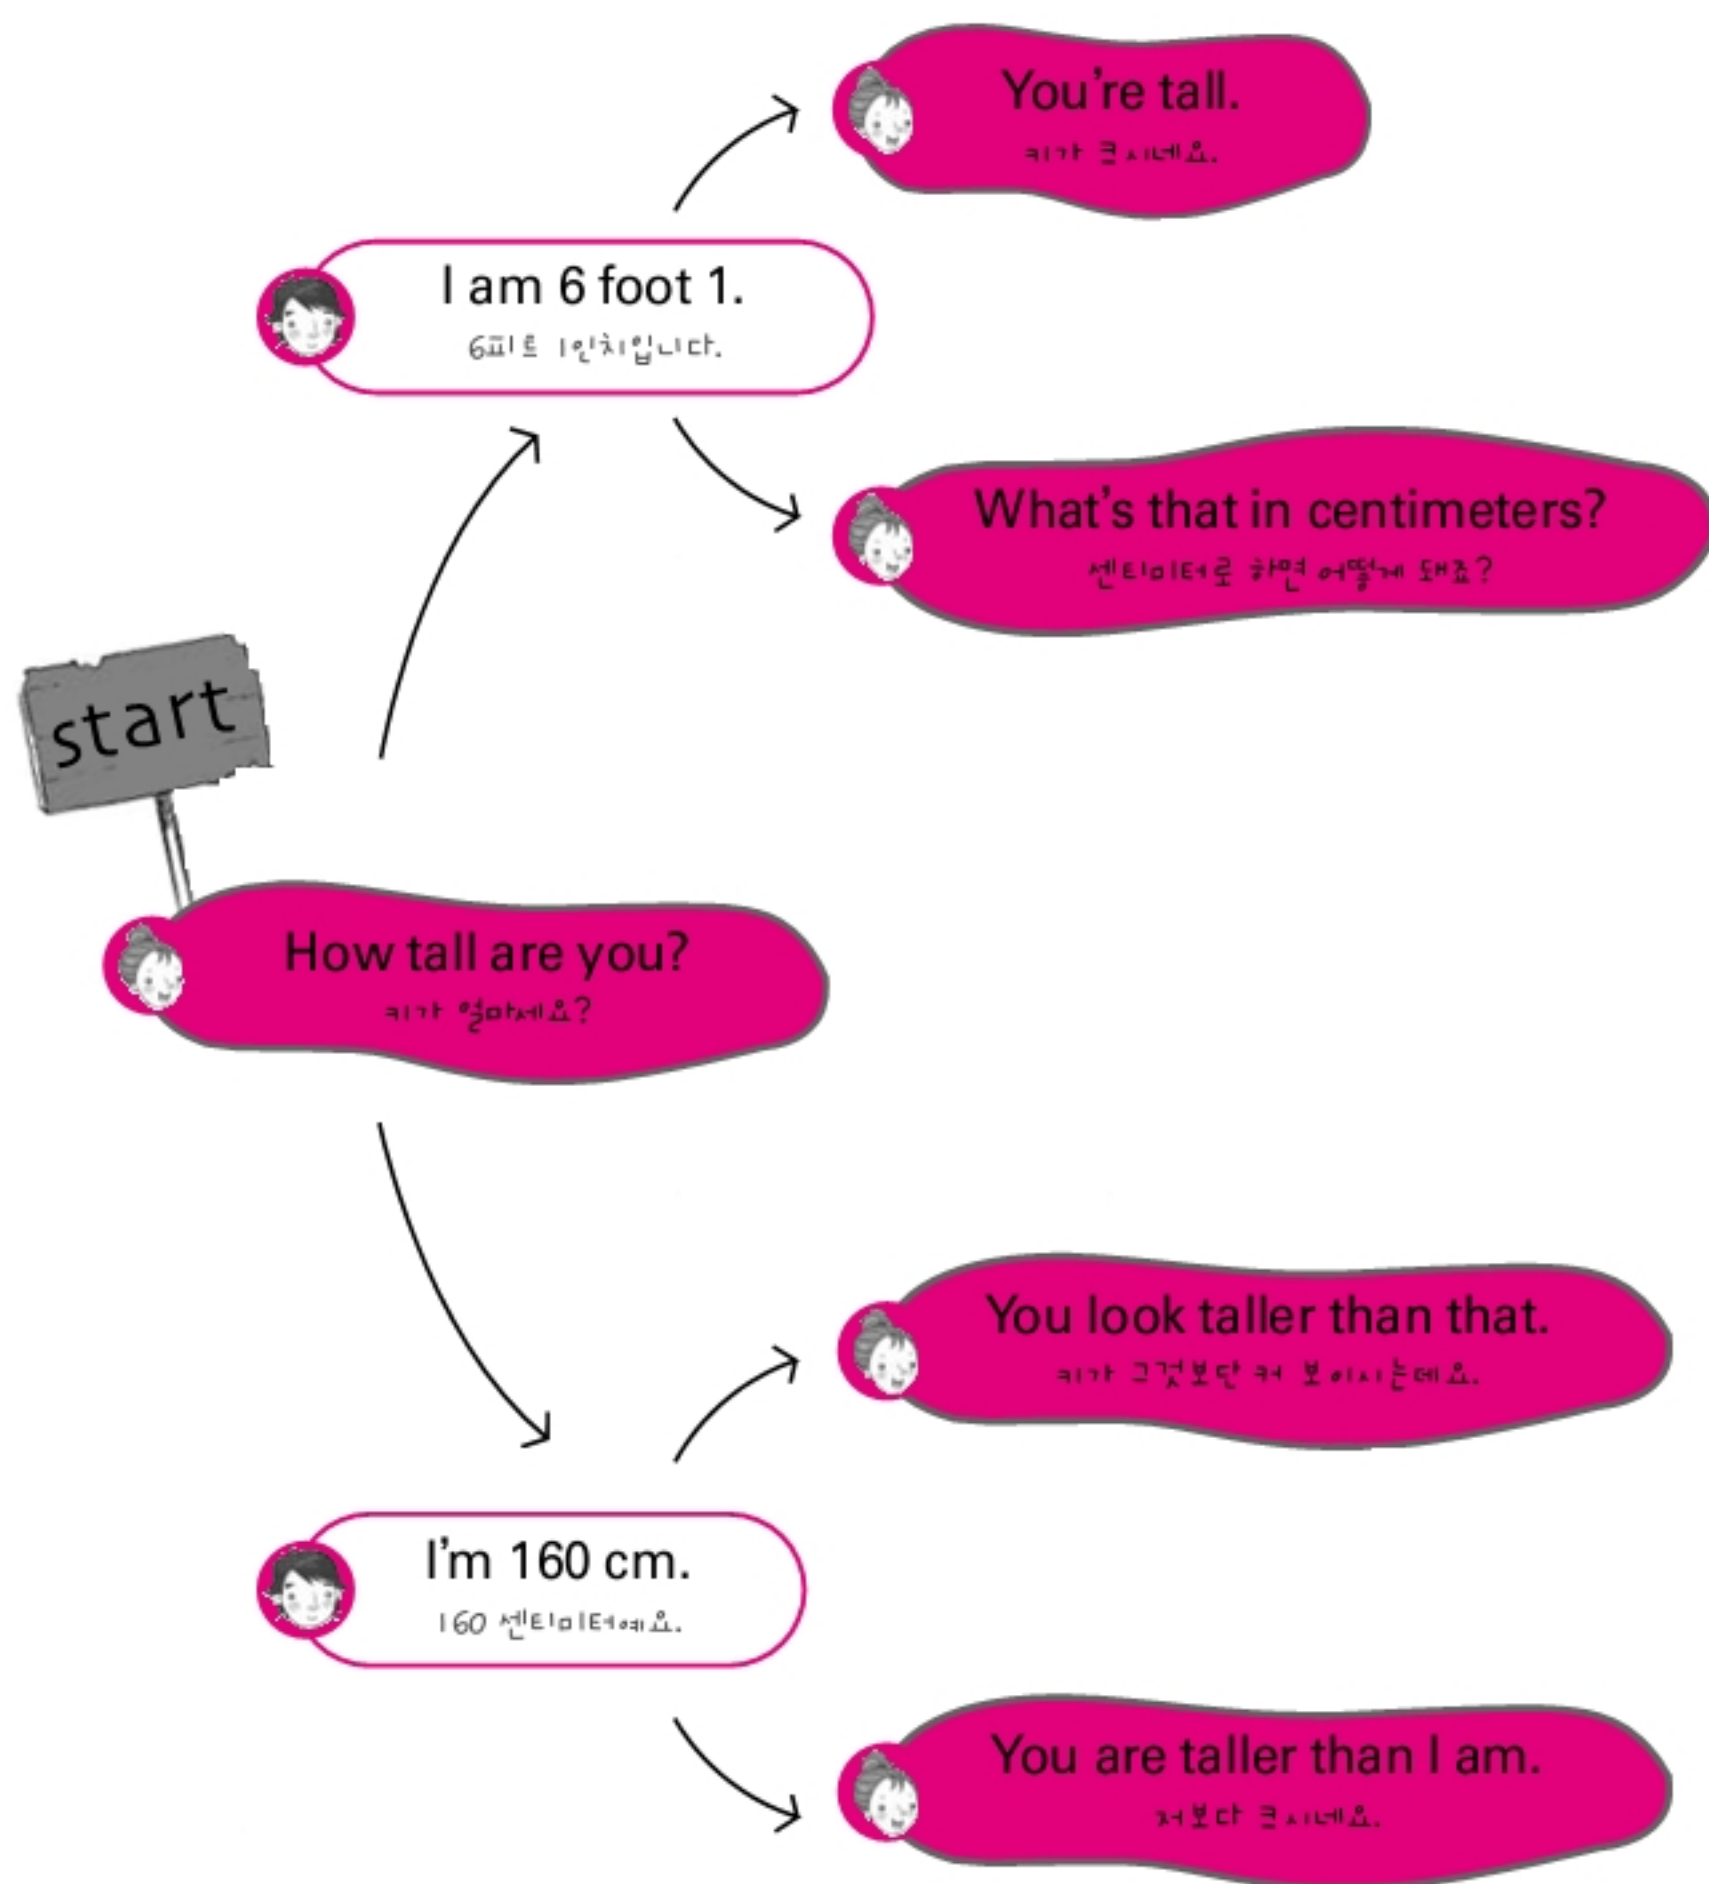 You're tall.
키가 크시네요.
I am 6 foot 1.
6피트 1인치입니다.
What's that in centimeters?
센티미터로 하면 어떻게 돼죠?
start
How tall are you?
키가 얼마세요?
You look taller than that.
키가 그것보단 커 보이시는데요.
I'm 160 cm.
160 센티미터예요.
You are taller than I am.
저보다 크시네요.